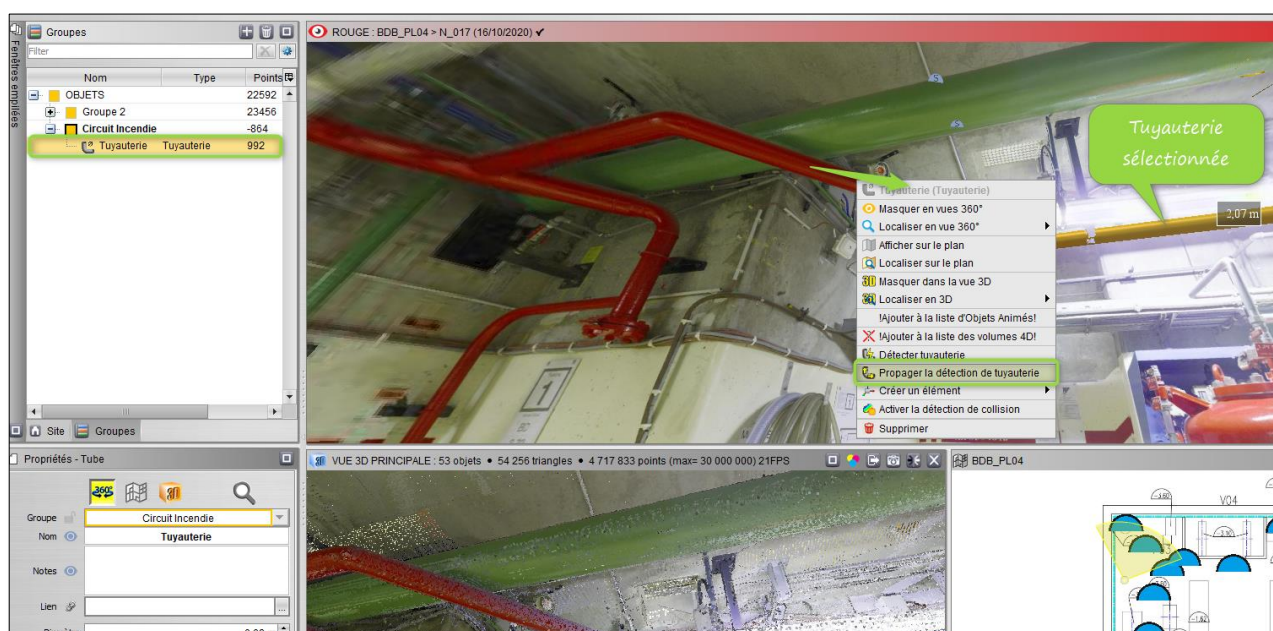 Fenêtres empilées
Groupes
Filter
Nom Type Points
OBJETS 22592
Groupe 2 23456
Circuit Incendie -864
Tuyauterie Tuyauterie 992
Site Groupes
ROUGE : BDB_PL04 > N_017 (16/10/2020) ✔
Tuyauterie
sélectionnée
2,07 m
1
Tuyauterie (Tuyauterie)
Masquer en vues 360°
Localiser en vue 360°
Afficher sur le plan
Localiser sur le plan
Masquer dans la vue 3D
Localiser en 3D
!Ajouter à la liste d'Objets Animés!
!Ajouter à la liste des volumes 4D!
Détecter tuyauterie
Propager la détection de tuyauterie
Créer un élément
Activer la détection de collision
Supprimer
Propriétés - Tube
360°
Groupe Circuit Incendie
Nom Tuyauterie
Notes
Lien ...
VUE 3D PRINCIPALE : 53 objets • 54 256 triangles • 4 717 833 points (max= 30 000 000) 21FPS
BDB_PL04
V04